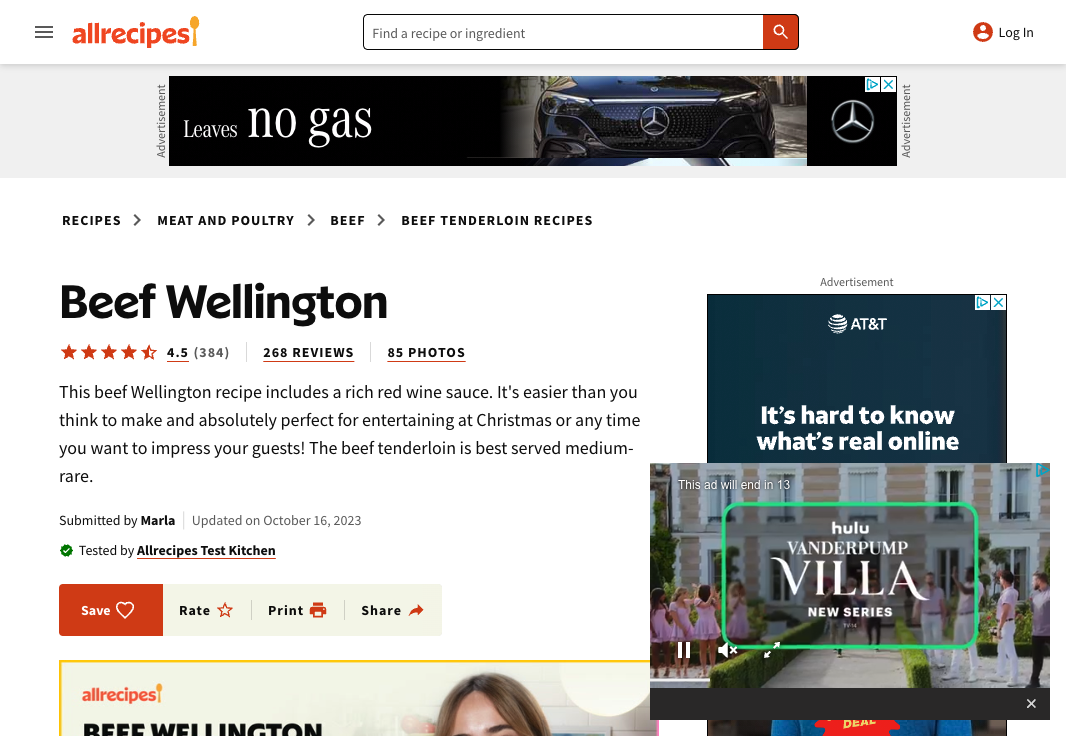 allrecipes
Find a recipe or ingredient
Log In
Advertisement
Leaves no gas
Advertisement
RECIPES
MEAT AND POULTRY
BEEF
BEEF TENDERLOIN RECIPES
Beef Wellington
4.5 (384)
268 REVIEWS
85 PHOTOS
This beef Wellington recipe includes a rich red wine sauce. It's easier than you
think to make and absolutely perfect for entertaining at Christmas or any time
you want to impress your guests! The beef tenderloin is best served medium-
rare.
Submitted by Marla
Updated on October 16, 2023
Tested by Allrecipes Test Kitchen
Save
Rate
Print
Share
allrecipes
BEEF WELLINGTON
Advertisement
AT&T
It's hard to know
what's real online
This ad will end in 13
hulu
VANDERPUMP
VILLA
NEW SERIES
DEAL